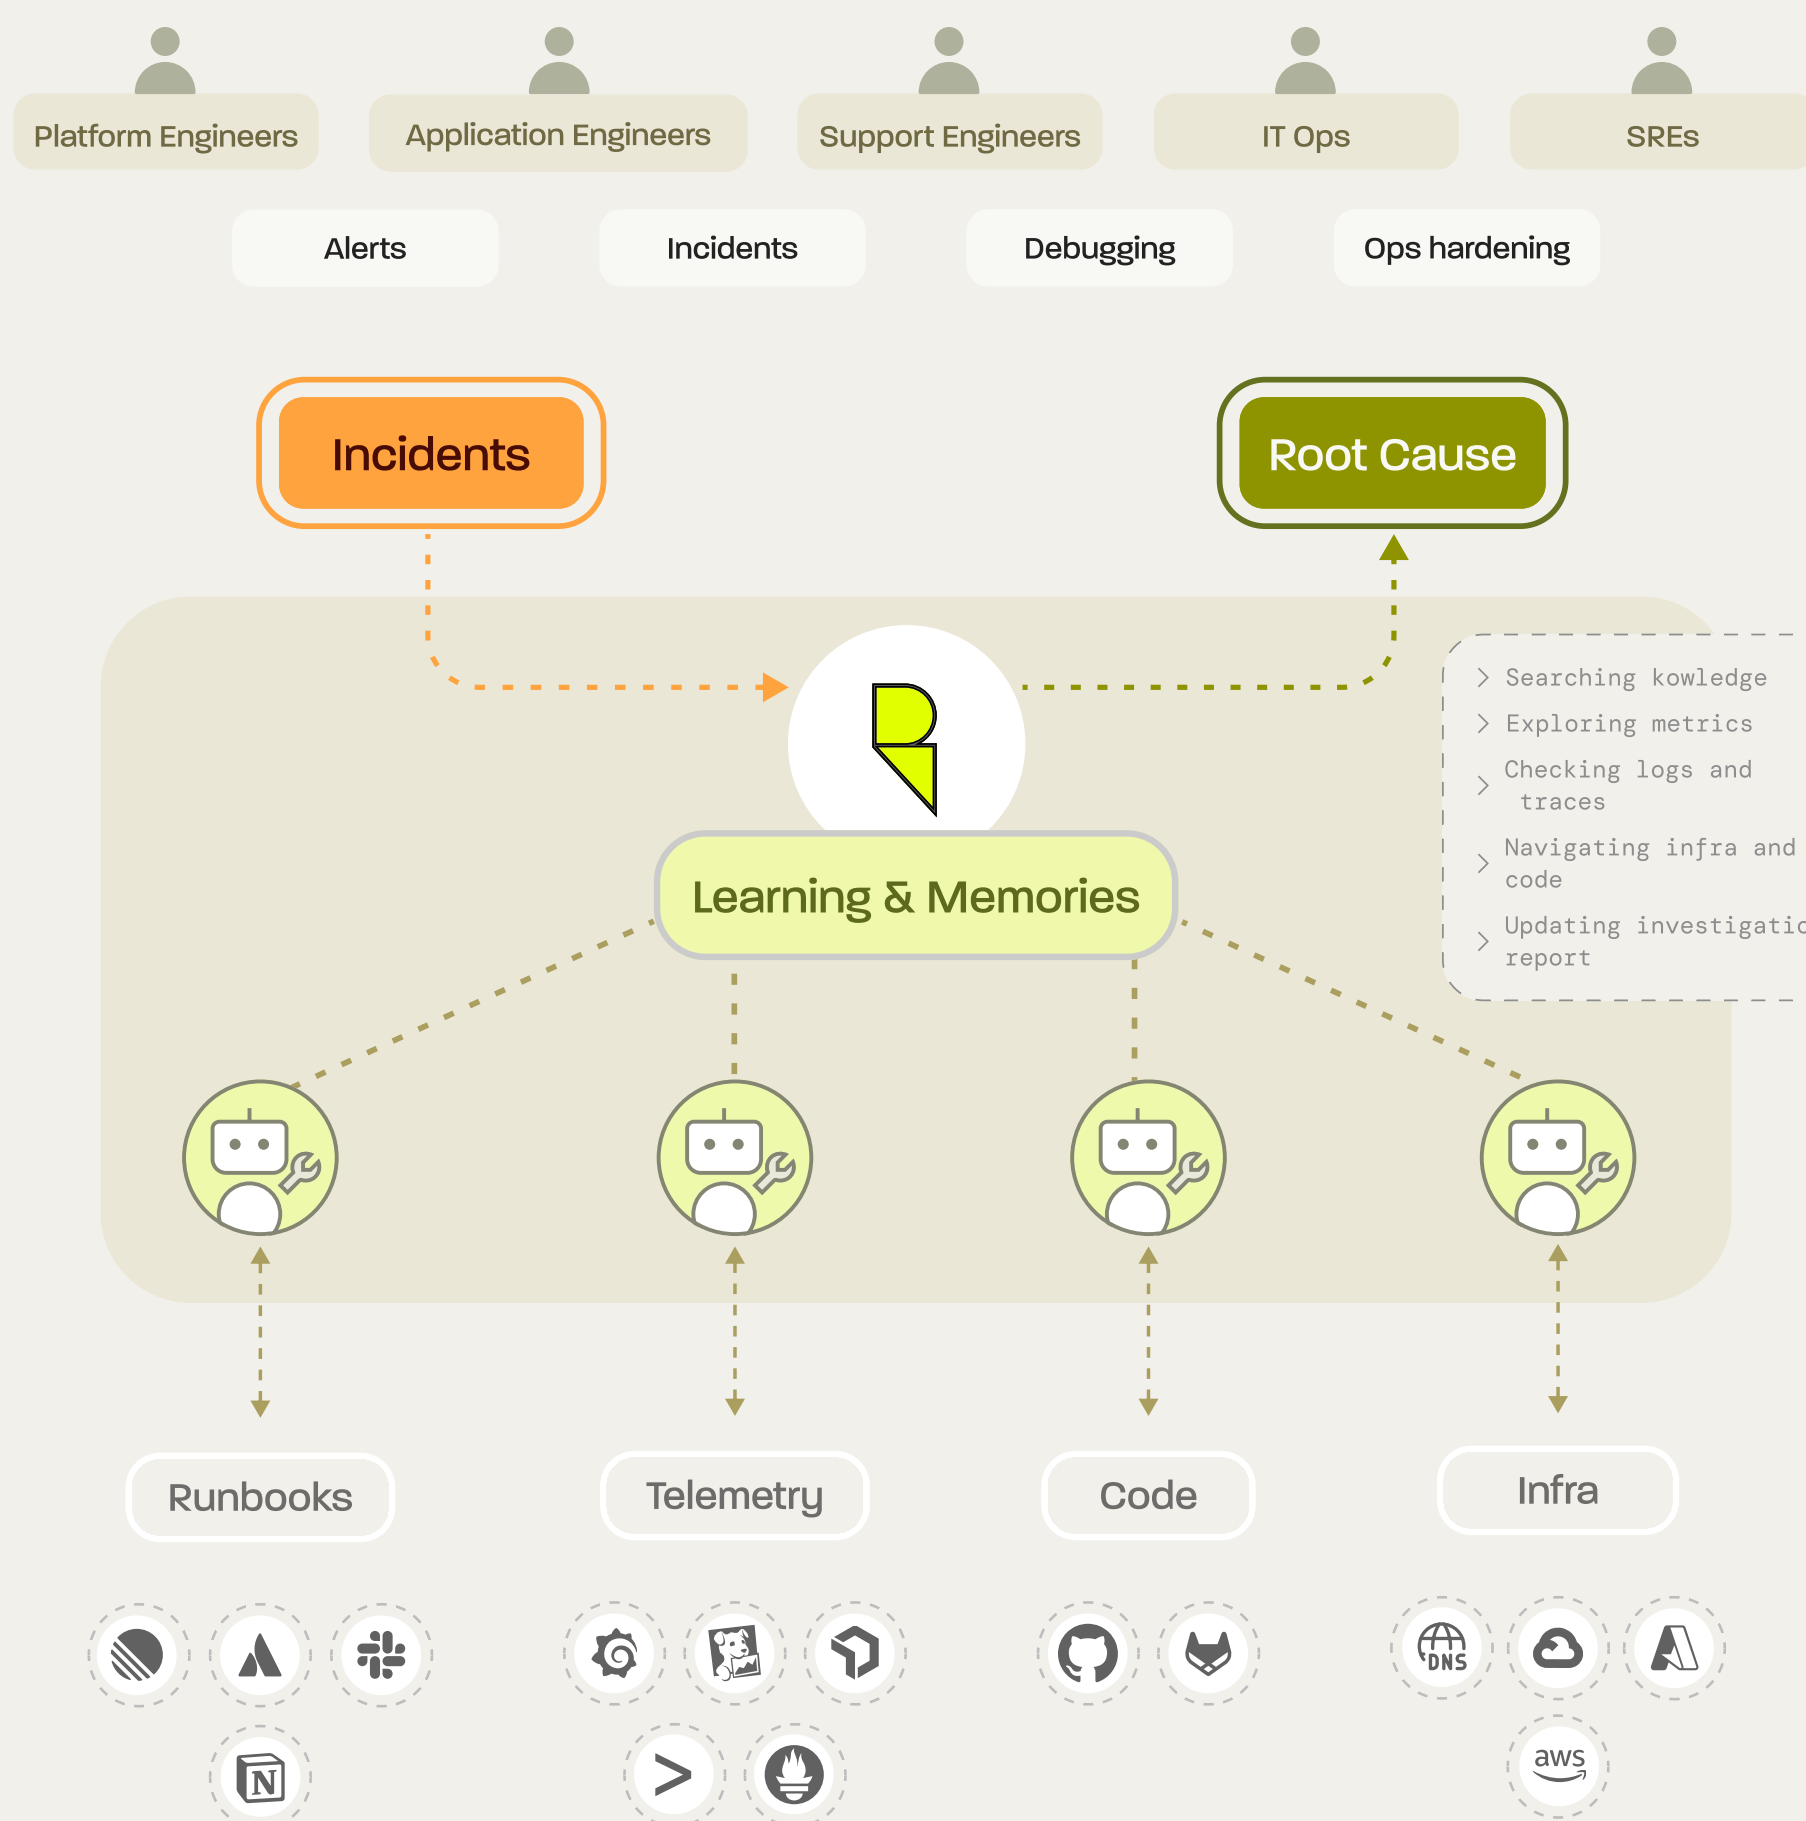 Platform Engineers
Application Engineers
Support Engineers
IT Ops
SREs
Alerts
Incidents
Debugging
Ops hardening
Incidents
Root Cause
Searching kowledge
Exploring metrics
Checking logs and
traces
Navigating infra and
code
Updating investigatio
report
Learning & Memories
Runbooks
Telemetry
Code
Infra
DNS
N
aws